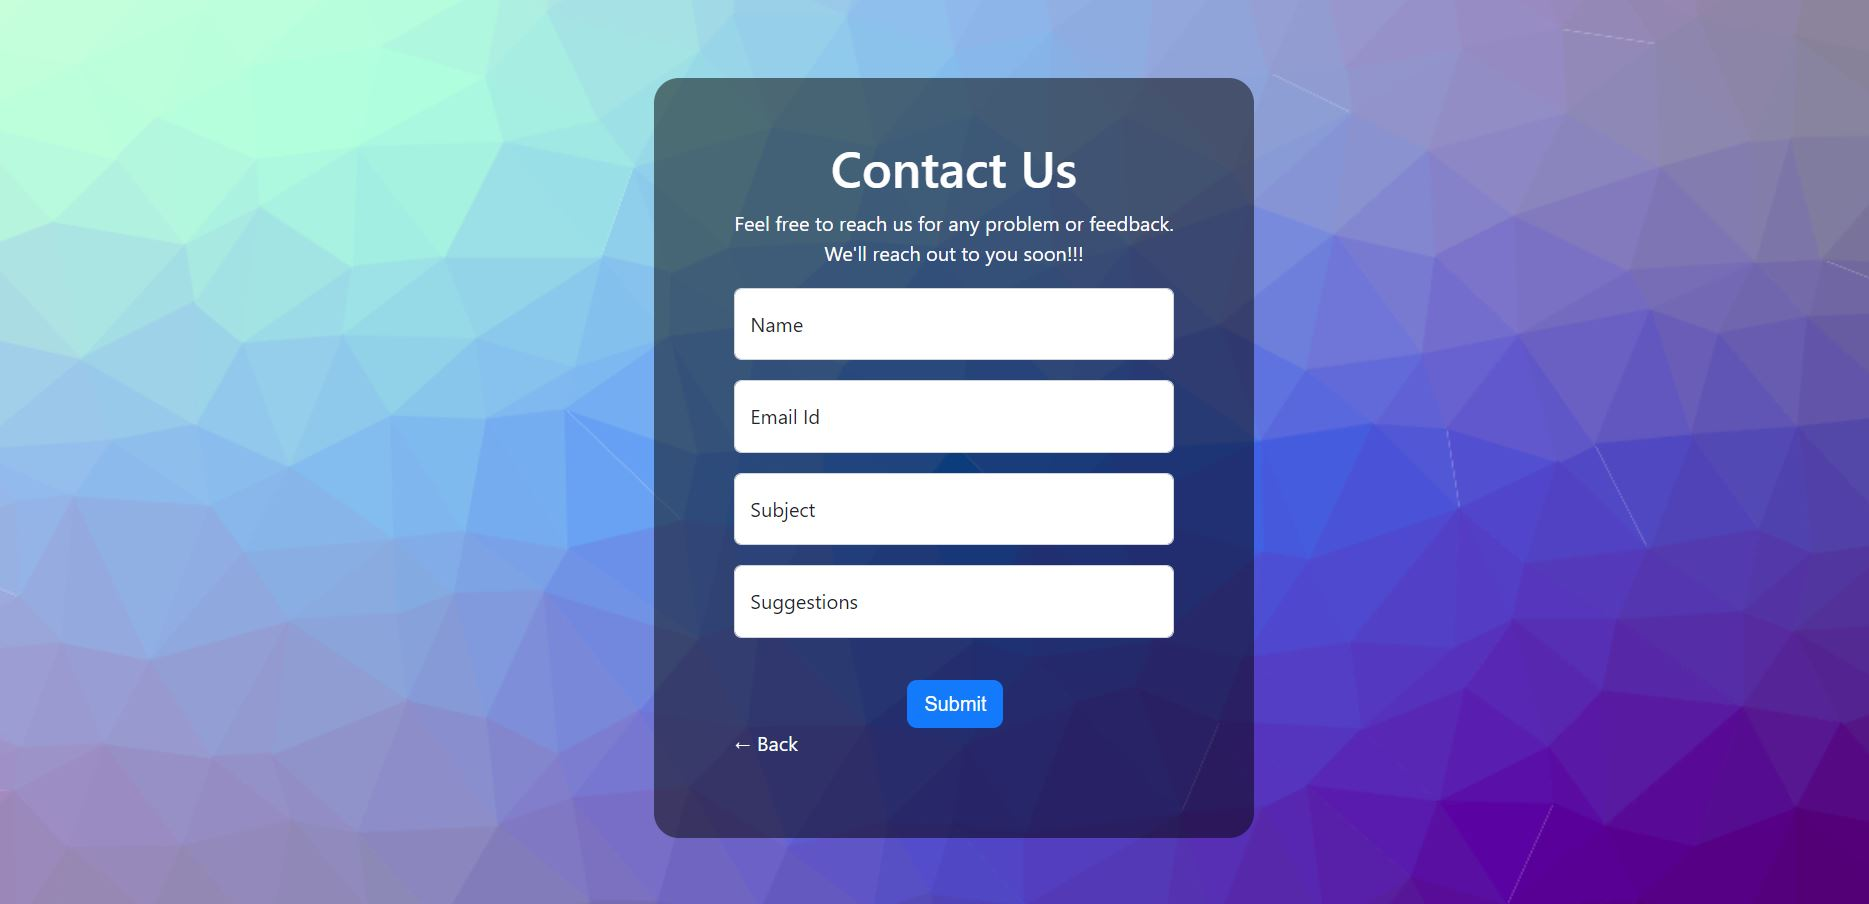 Contact Us
Feel free to reach us for any problem or feedback.
We'll reach out to you soon!!!
Name
Email Id
Subject
Suggestions
Submit
← Back